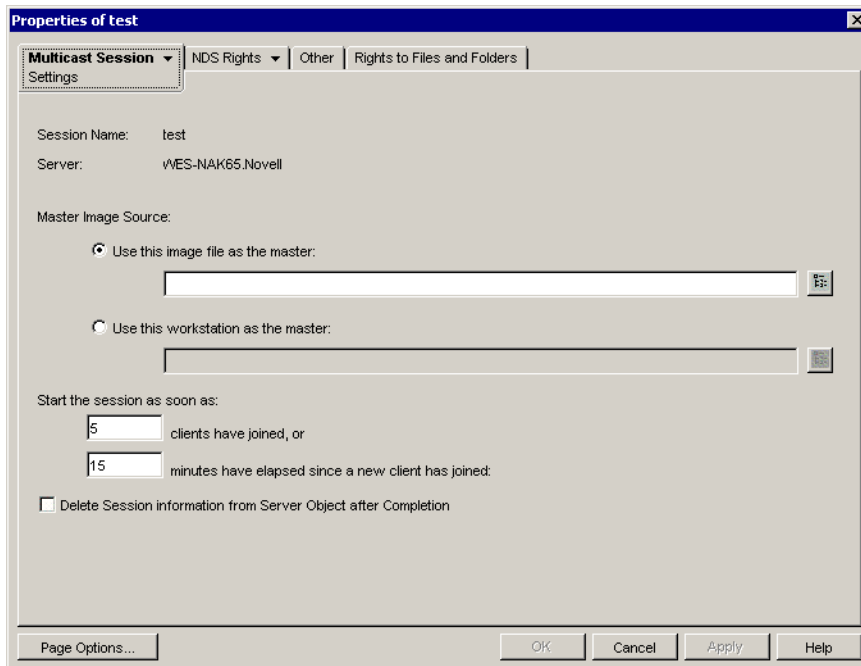 Properties of test
Multicast Session NDS Rights Other Rights to Files and Folders
Settings
Session Name: test
Server: WES-NAK65.Novell
Master Image Source:
Use this image file as the master:
Use this workstation as the master:
Start the session as soon as:
5 clients have joined, or
15 minutes have elapsed since a new client has joined:
Delete Session information from Server Object after Completion
Page Options... OK Cancel Apply Help